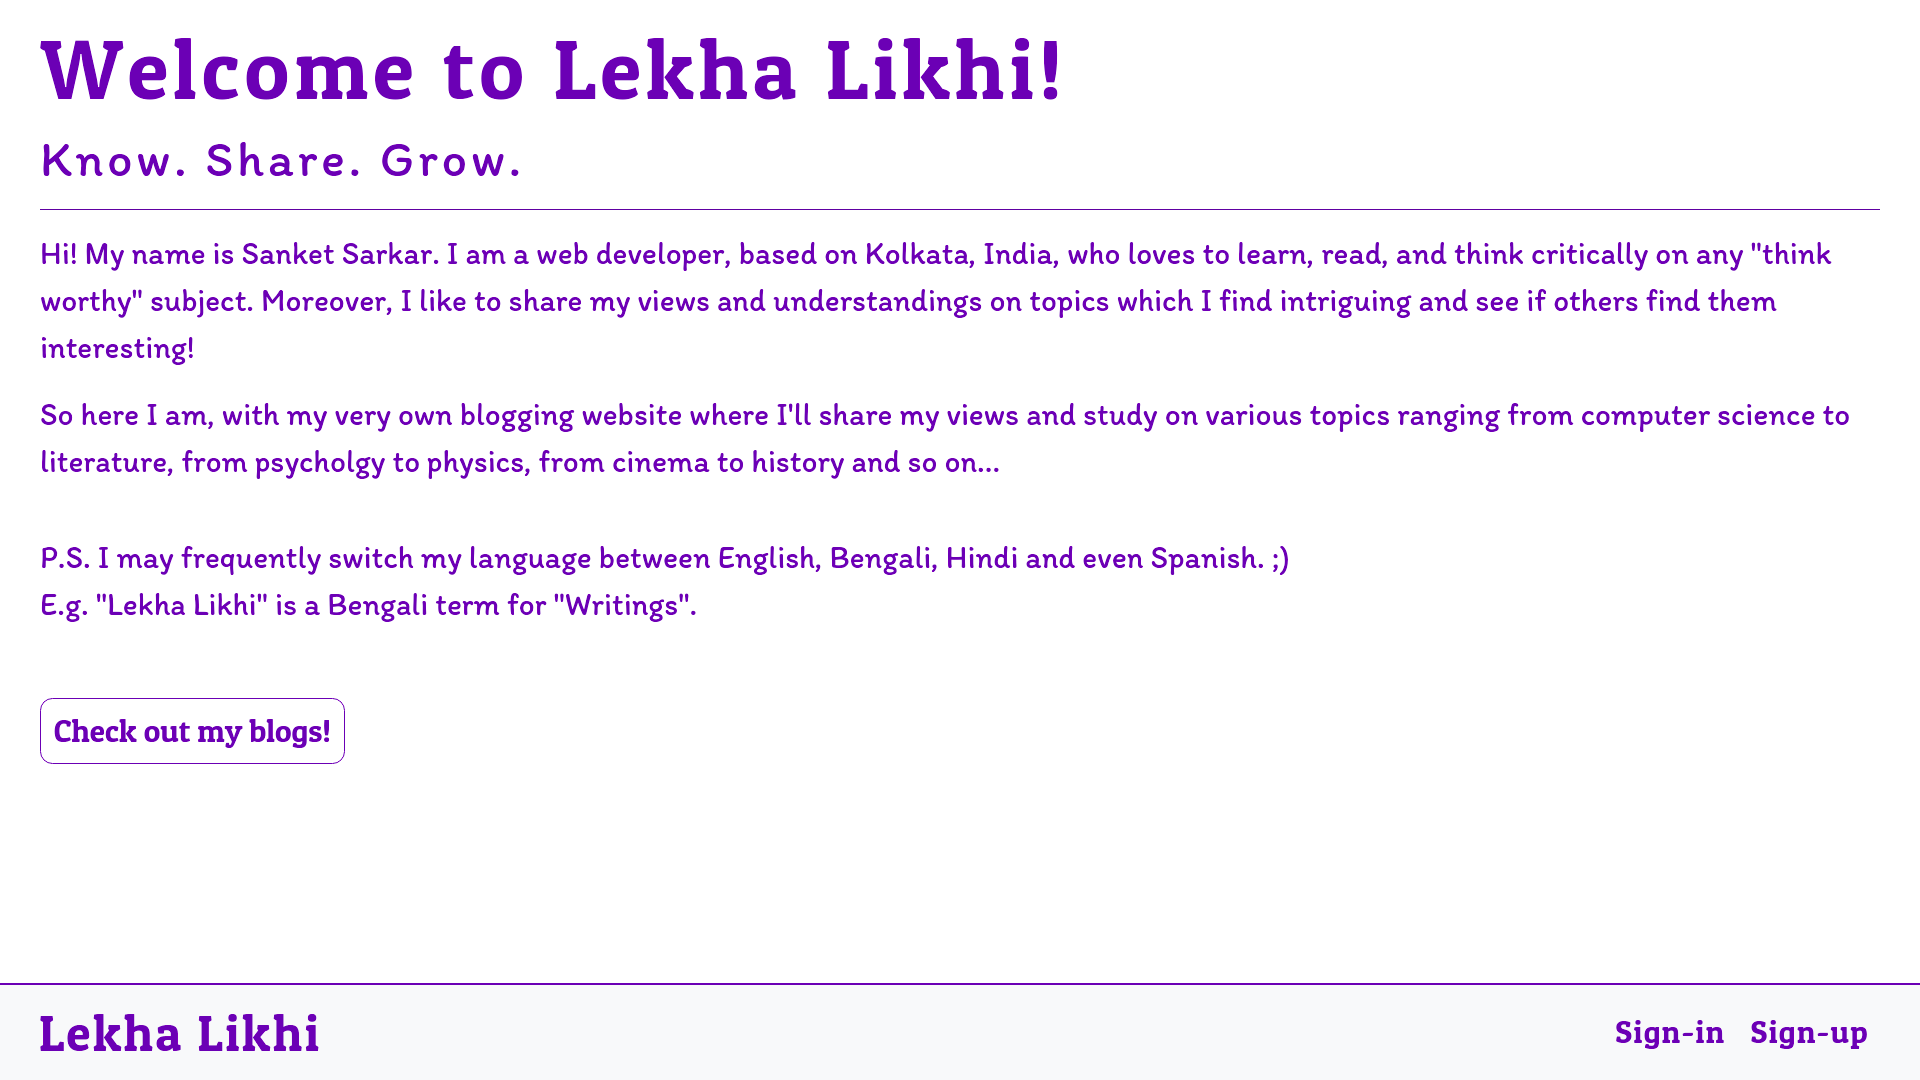 Welcome to Lekha Likhi!
Know. Share. Grow.
Hi! My name is Sanket Sarkar. I am a web developer, based on Kolkata, India, who loves to learn, read, and think critically on any "think
worthy" subject. Moreover, I like to share my views and understandings on topics which I find intriguing and see if others find them
interesting!
So here I am, with my very own blogging website where I'll share my views and study on various topics ranging from computer science to
literature, from psycholgy to physics, from cinema to history and so on...
P.S. I may frequently switch my language between English, Bengali, Hindi and even Spanish. ;)
E.g. "Lekha Likhi" is a Bengali term for "Writings".
Check out my blogs!
Lekha Likhi
Sign-in Sign-up